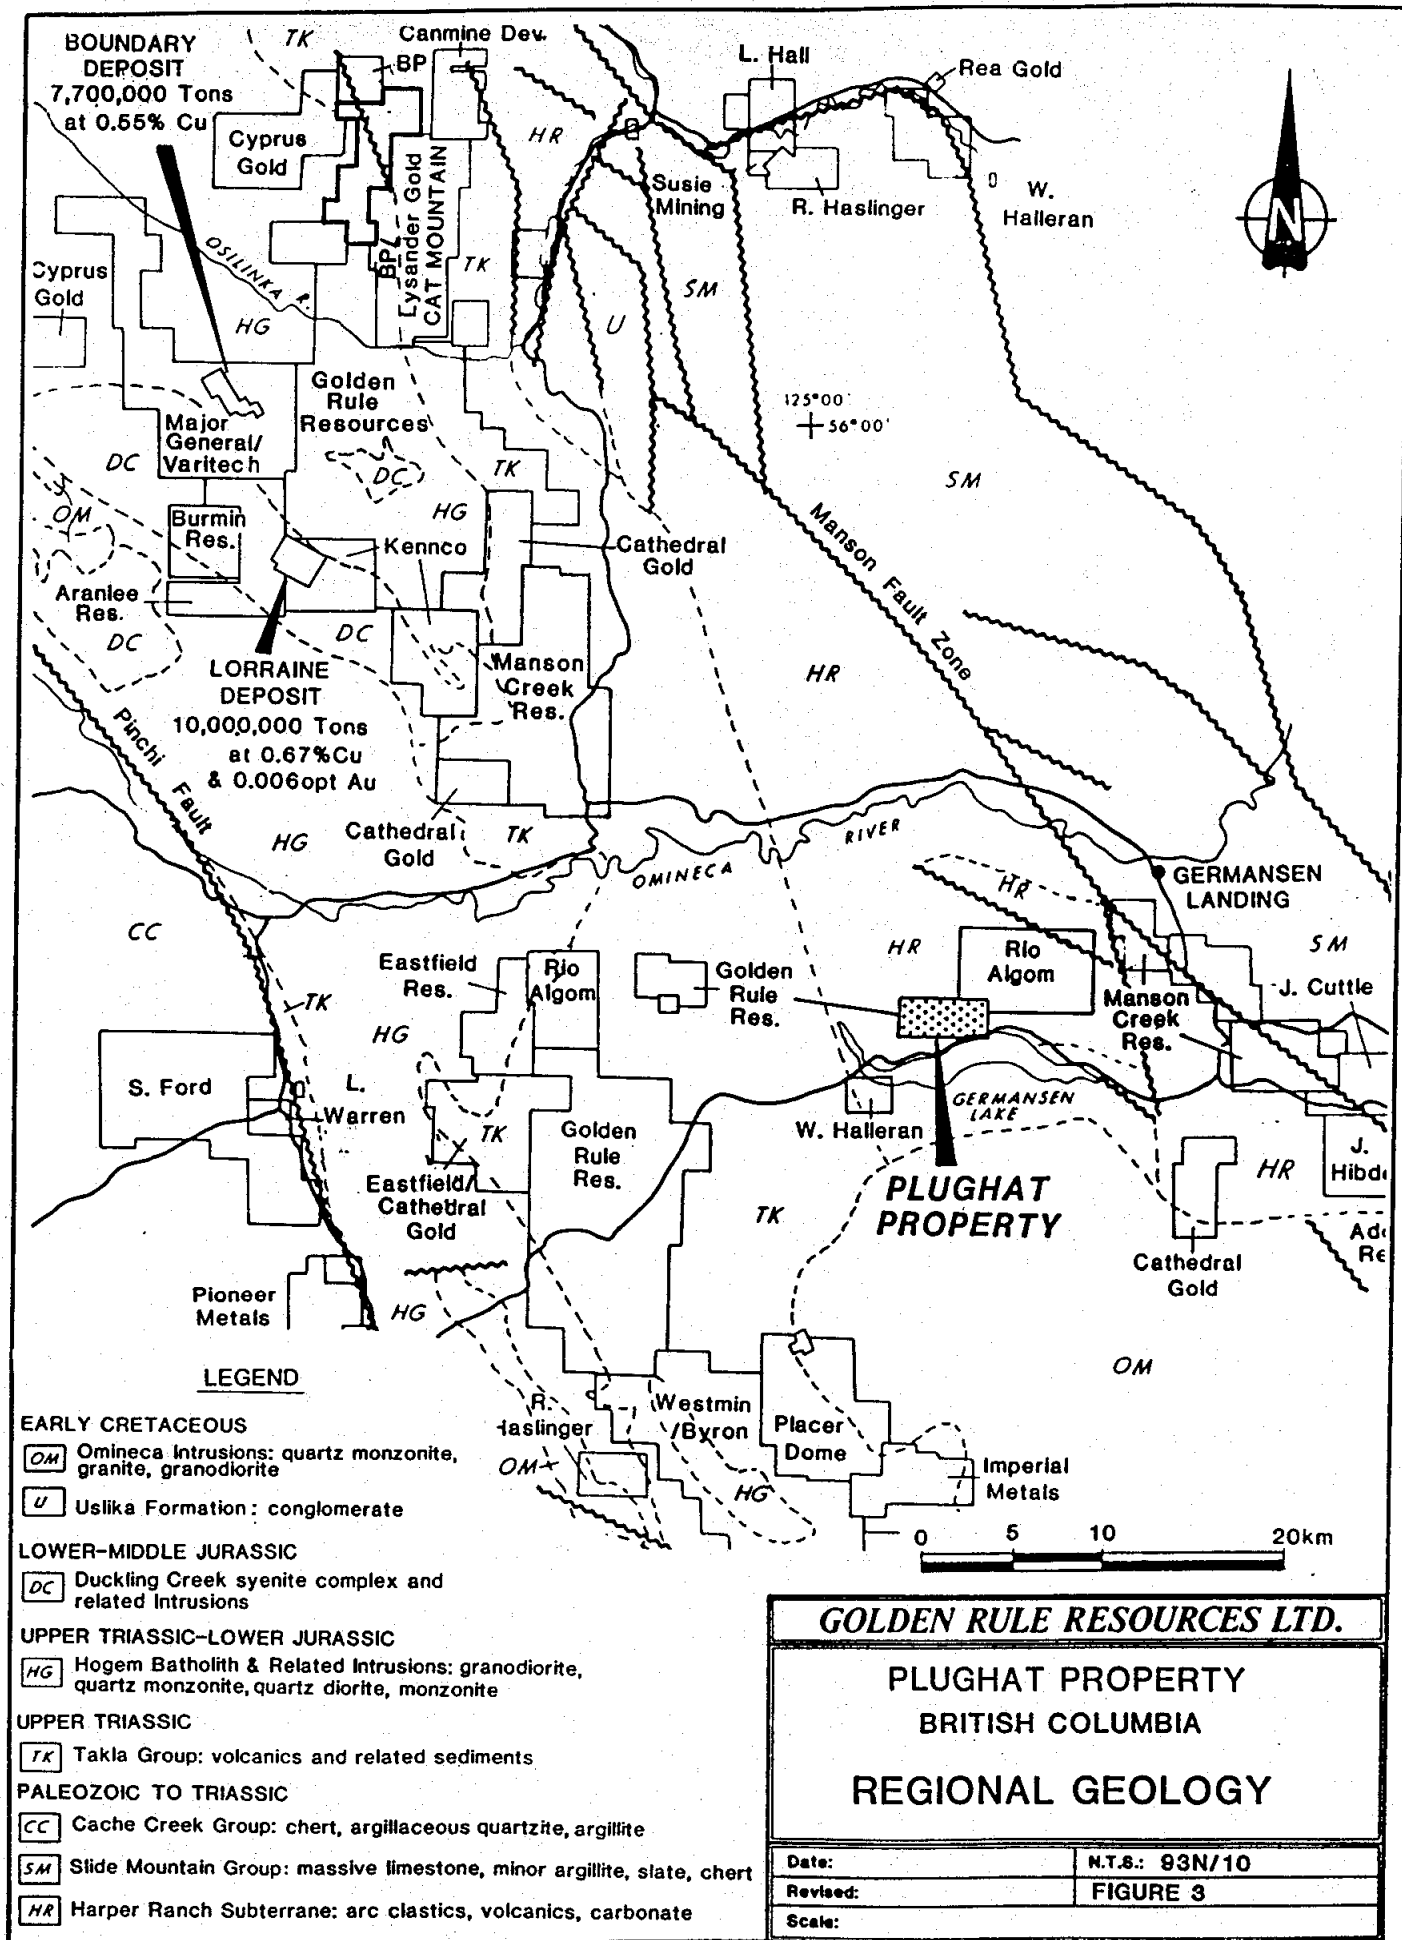 BOUNDARY
DEPOSIT
7,700,000 Tons
at 0.55% Cu
TK
BP
Canmine Dev.
L. Hall
Rea Gold
Cyprus
Gold
HR
Susie
Mining
R. Haslinger
W.
Halleran
N
Lysander Gold
CAT MOUNTAIN
BP/
TK
OSILINKA R.
Cyprus
Gold
HG
SM
U
Golden
Rule
Resources
125°00'
56°00'
Major
General/
Varitech
DC
DC
TK
SM
OM
Burmin
Res.
HG
Kennco
Cathedral
Gold
Manson Fault Zone
Aranlee
Res.
DC
DC
LORRAINE
DEPOSIT
10,000,000 Tons
at 0.67%Cu
& 0.006opt Au
Manson
Creek
Res.
HR
Pinchi Fault
HG
Cathedral
Gold
TK
OMINECA
RIVER
GERMANSEN
LANDING
HR
CC
HR
SM
Eastfield
Res.
Rio
Algom
Golden
Rule
Res.
Rio
Algom
Manson
Creek
Res.
J. Cuttle
TK
HG
S. Ford
L.
Warren
GERMANSEN
LAKE
W. Halleran
TK
Golden
Rule
Res.
Eastfield/
Cathedral
Gold
PLUGHAT
PROPERTY
TK
HR
J.
Cathedral
Gold
Pioneer
Metals
HG
OM
R.
Haslinger
OM
Westmin
/Byron
Placer
Dome
HG
Imperial
Metals
0 5 10 20km
LEGEND
EARLY CRETACEOUS
OM Omineca Intrusions: quartz monzonite,
granite, granodiorite
U Uslika Formation: conglomerate
LOWER-MIDDLE JURASSIC
DC Duckling Creek syenite complex and
related Intrusions
UPPER TRIASSIC-LOWER JURASSIC
HG Hogem Batholith & Related Intrusions: granodiorite,
quartz monzonite, quartz diorite, monzonite
UPPER TRIASSIC
TK Takla Group: volcanics and related sediments
PALEOZOIC TO TRIASSIC
CC Cache Creek Group: chert, argillaceous quartzite, argillite
SM Slide Mountain Group: massive limestone, minor argillite, slate, chert
HR Harper Ranch Subterrane: arc clastics, volcanics, carbonate
GOLDEN RULE RESOURCES LTD.
PLUGHAT PROPERTY
BRITISH COLUMBIA
REGIONAL GEOLOGY
Date:
N.T.S.: 93N/10
Revised:
FIGURE 3
Scale: